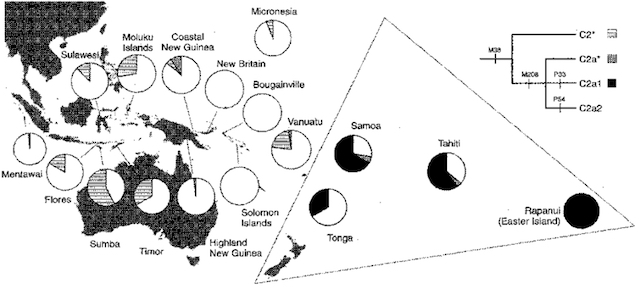 Micronesia
Moluku
Islands
Coastal
New Guinea
Sulawesi
New Britain
Bougainville
Vanuatu
Mentawai
Flores
Sumba
Timor
Highland
New Guinea
Solomon
Islands
Samoa
Tahiti
Tonga
Rapanui
(Easter Island)
M38
M208
P33
P54
C2*
C2a*
C2a1
C2a2